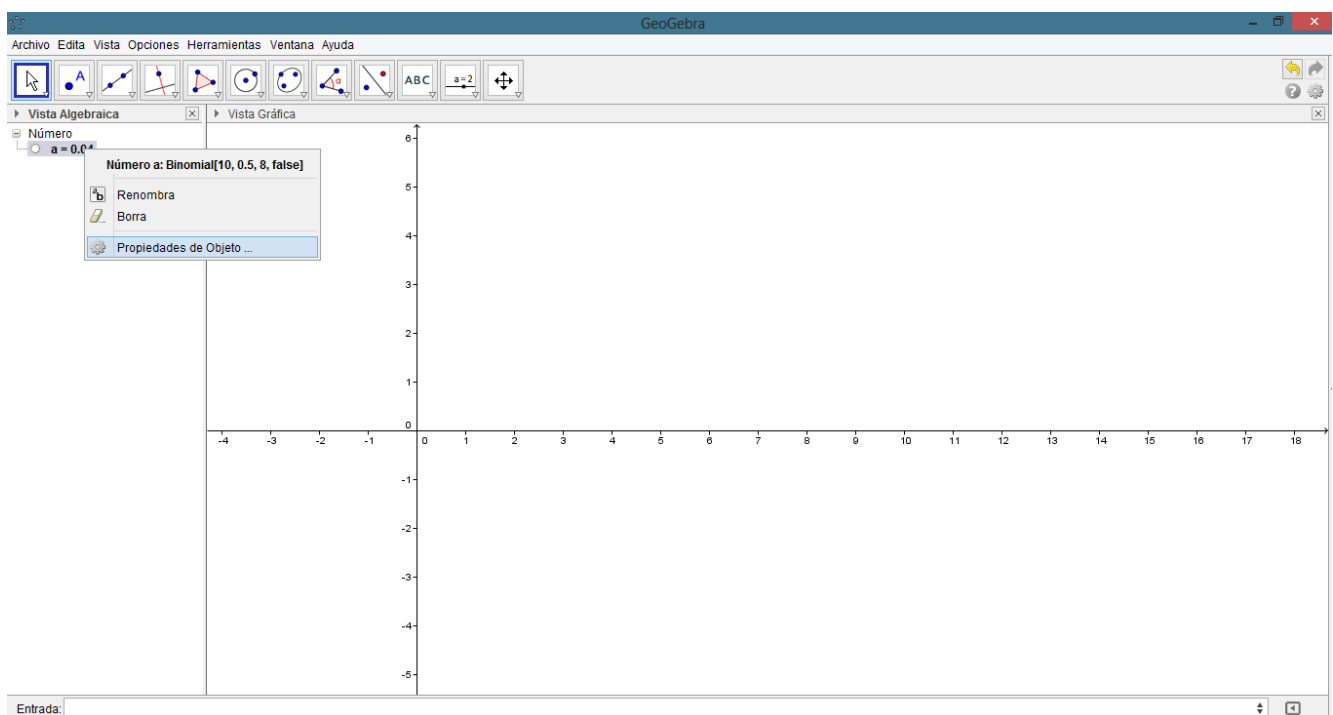 GeoGebra
Archivo Edita Vista Opciones Herramientas Ventana Ayuda
A
α
ABC
a=2
Vista Algebraica
Vista Gráfica
Número
a = 0.04
Número a: Binomial[10, 0.5, 8, false]
Renombra
Borra
Propiedades de Objeto ...
6
5
4
3
2
1
0
-4 -3 -2 -1 0 1 2 3 4 5 6 7 8 9 10 11 12 13 14 15 16 17 18
-1
-2
-3
-4
-5
Entrada: